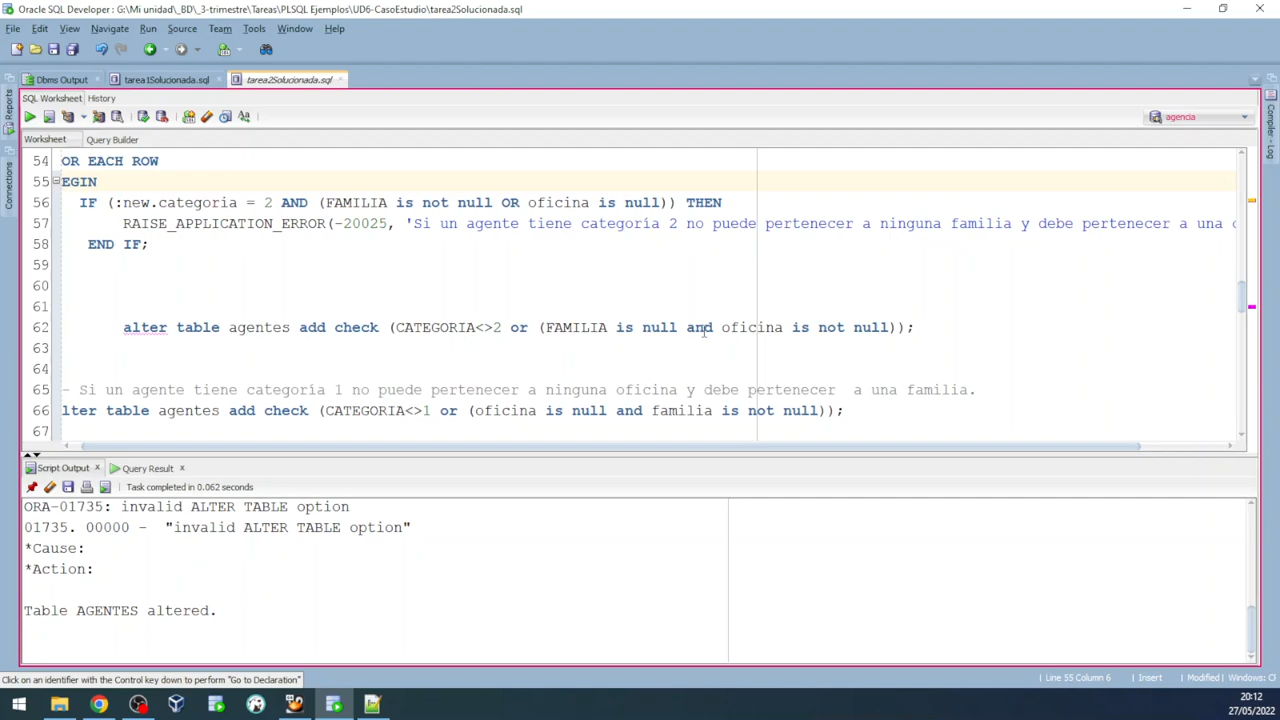 Oracle SQL Developer : G:\Mi unidad\_BD\_3-trimestre\Tareas\PLSQL Ejemplos\UD6-CasoEstudio\tarea2Solucionada.sql
File Edit View Navigate Run Source Team Tools Window Help
Dbms Output tarea1Solucionada.sql tarea2Solucionada.sql
SQL Worksheet History
agencia
Worksheet Query Builder
54 OR EACH ROW
55 EGIN
56 IF (:new.categoria = 2 AND (FAMILIA is not null OR oficina is null)) THEN
57 RAISE_APPLICATION_ERROR(-20025, 'Si un agente tiene categoría 2 no puede pertenecer a ninguna familia y debe pertenecer a una
58 END IF;
59
60
61
62 alter table agentes add check (CATEGORIA<>2 or (FAMILIA is null and oficina is not null));
63
64
65 - Si un agente tiene categoría 1 no puede pertenecer a ninguna oficina y debe pertenecer  a una familia.
66 lter table agentes add check (CATEGORIA<>1 or (oficina is null and familia is not null));
67
Script Output Query Result
Task completed in 0.062 seconds
ORA-01735: invalid ALTER TABLE option
01735. 00000 -  "invalid ALTER TABLE option"
*Cause:
*Action:
Table AGENTES altered.
Click on an identifier with the Control key down to perform "Go to Declaration"
Line 55 Column 6 Insert Modified Windows: C
20:12
27/05/2022
Reports
Connections
Compiler - Log